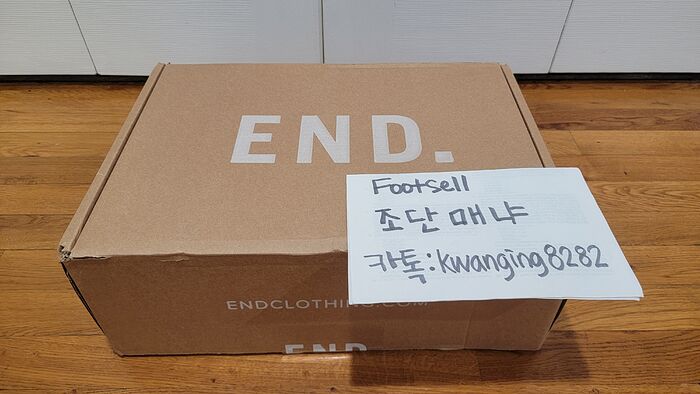 END.
Footsell
조단매냐
카톡:kwanging8282
ENDCLOTHING.COM
END.